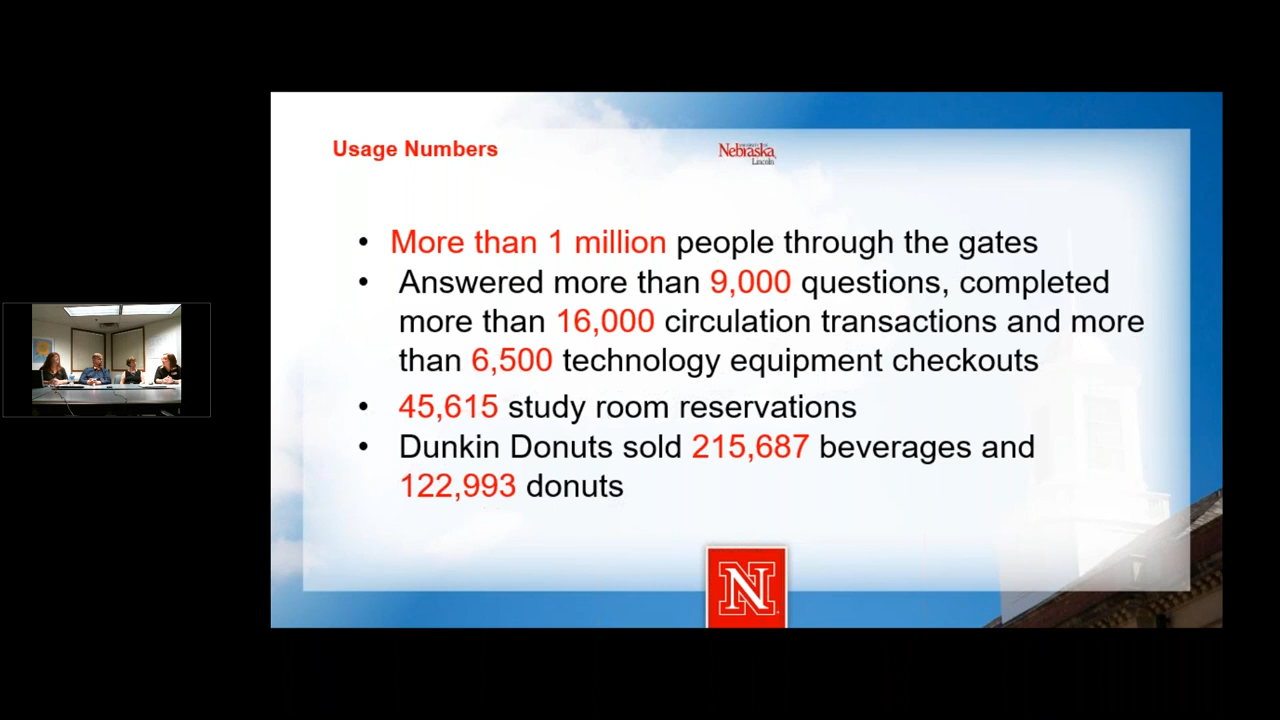 Usage Numbers
UNIVERSITY OF
Nebraska
Lincoln
• More than 1 million people through the gates
• Answered more than 9,000 questions, completed
more than 16,000 circulation transactions and more
than 6,500 technology equipment checkouts
• 45,615 study room reservations
• Dunkin Donuts sold 215,687 beverages and
122,993 donuts
N